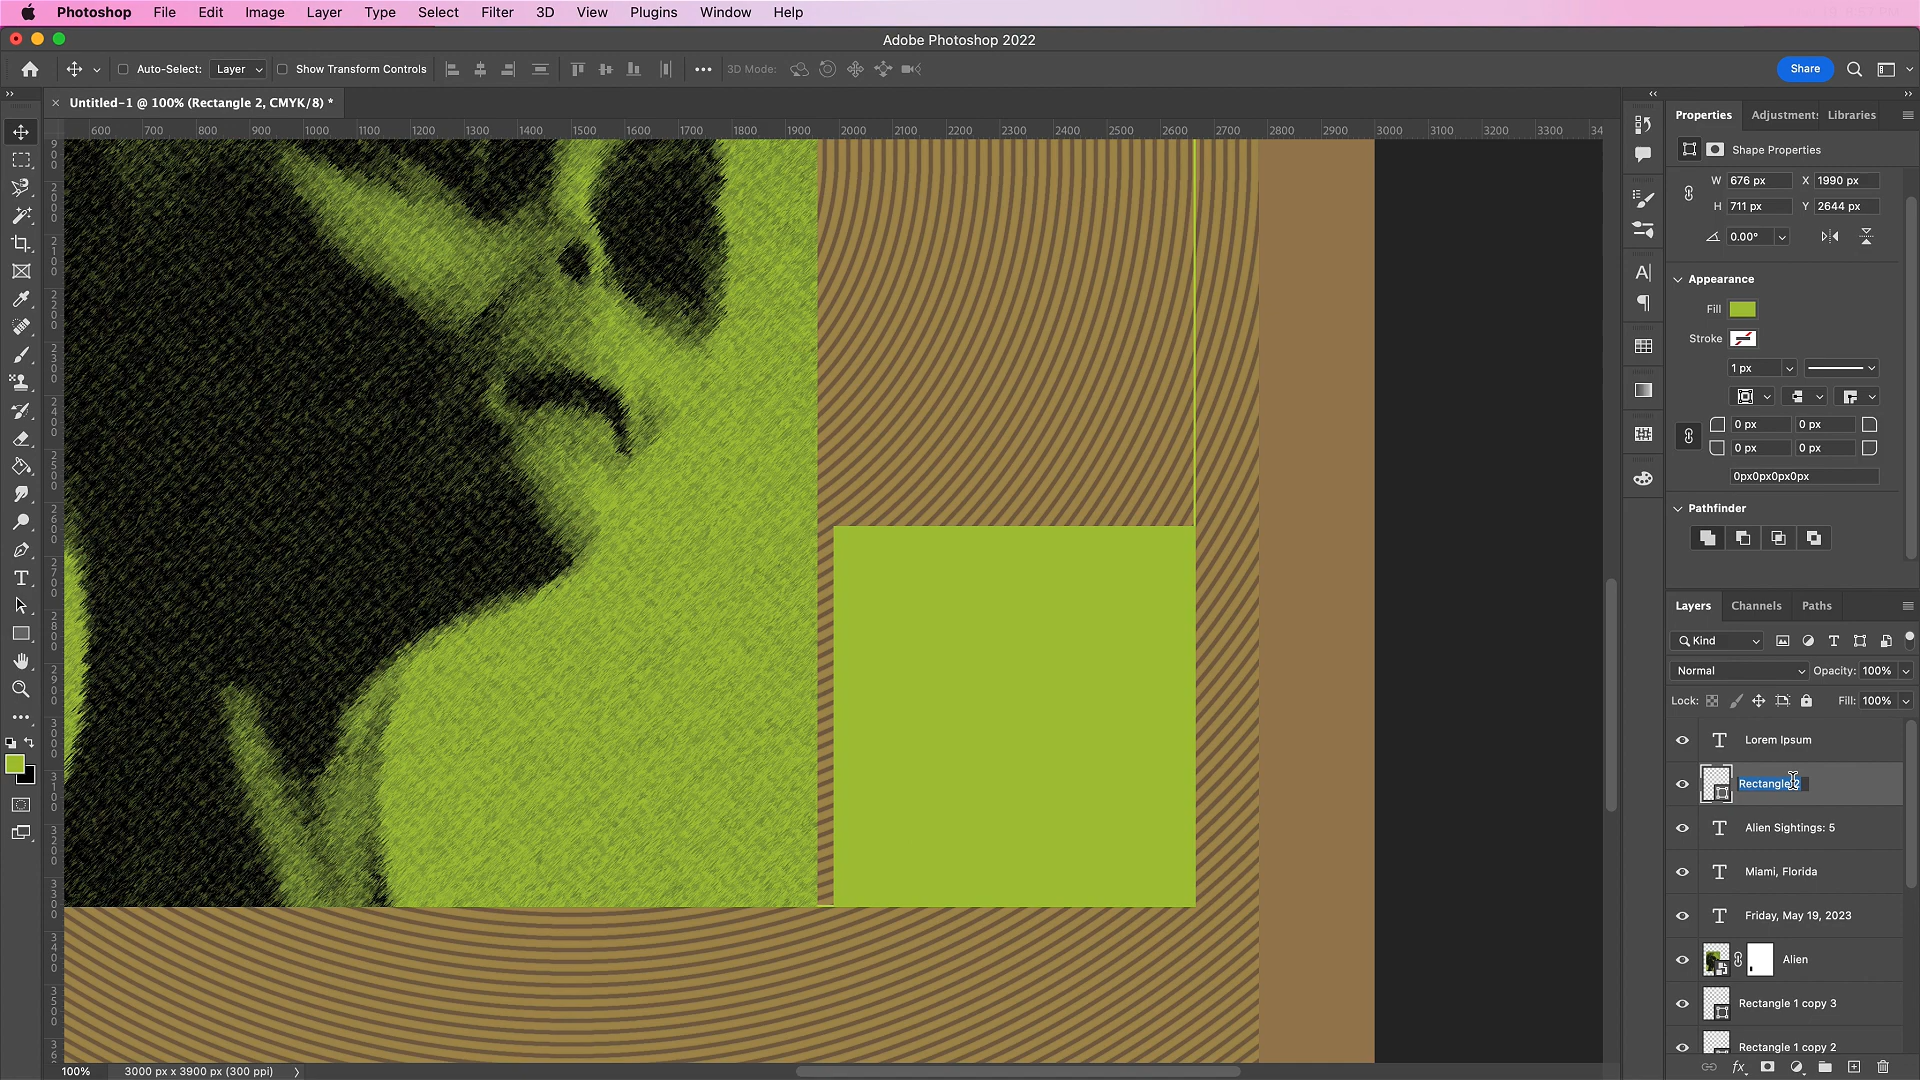 Photoshop File Edit Image Layer Type Select Filter 3D View Plugins Window Help
Adobe Photoshop 2022
Auto-Select: Layer Show Transform Controls 3D Mode: Share
Untitled-1 @ 100% (Rectangle 2, CMYK/8) *
600 700 800 900 1000 1100 1200 1300 1400 1500 1600 1700 1800 1900 2000 2100 2200 2300 2400 2500 2600 2700 2800 2900 3000 3100 3200 3300 34
Properties Adjustments Libraries
Shape Properties
W 676 px X 1990 px
H 711 px Y 2644 px
0.00°
Appearance
Fill
Stroke
1 px
0 px 0 px
0 px 0 px
0px0px0px0px
Pathfinder
Layers Channels Paths
Kind
Normal Opacity: 100%
Lock: Fill: 100%
Lorem Ipsum
Rectangle 2
Alien Sightings: 5
Miami, Florida
Friday, May 19, 2023
Alien
Rectangle 1 copy 3
Rectangle 1 copy 2
100% 3000 px x 3900 px (300 ppi)